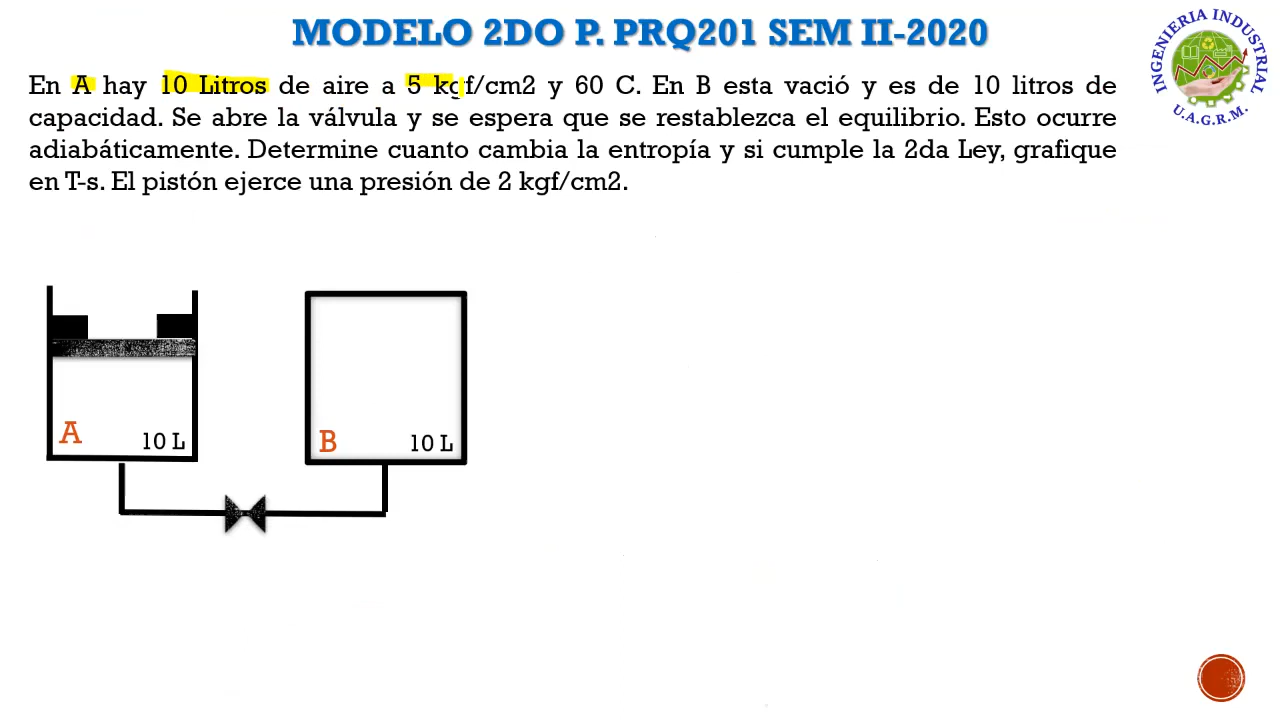 MODELO 2DO P. PRQ201 SEM II-2020
En A hay 10 Litros de aire a 5 kgf/cm2 y 60 C. En B esta vació y es de 10 litros de
capacidad. Se abre la válvula y se espera que se restablezca el equilibrio. Esto ocurre
adiabáticamente. Determine cuanto cambia la entropía y si cumple la 2da Ley, grafique
en T-s. El pistón ejerce una presión de 2 kgf/cm2.
INGENIERIA INDUSTRIAL
U.A.G.R.M.
A 10 L
B 10 L